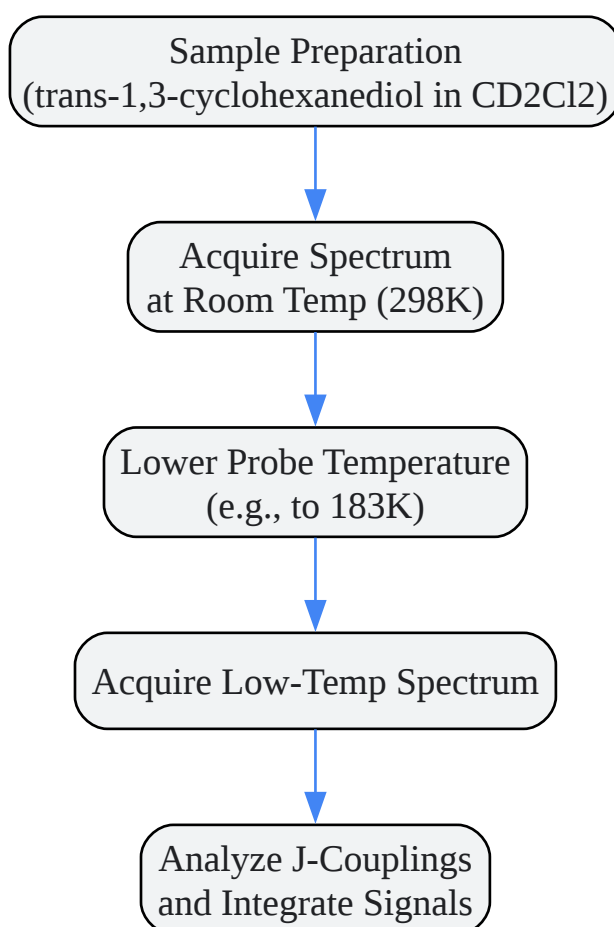 Sample Preparation
(trans-1,3-cyclohexanediol in CD2Cl2)
Acquire Spectrum
at Room Temp (298K)
Lower Probe Temperature
(e.g., to 183K)
Acquire Low-Temp Spectrum
Analyze J-Couplings
and Integrate Signals